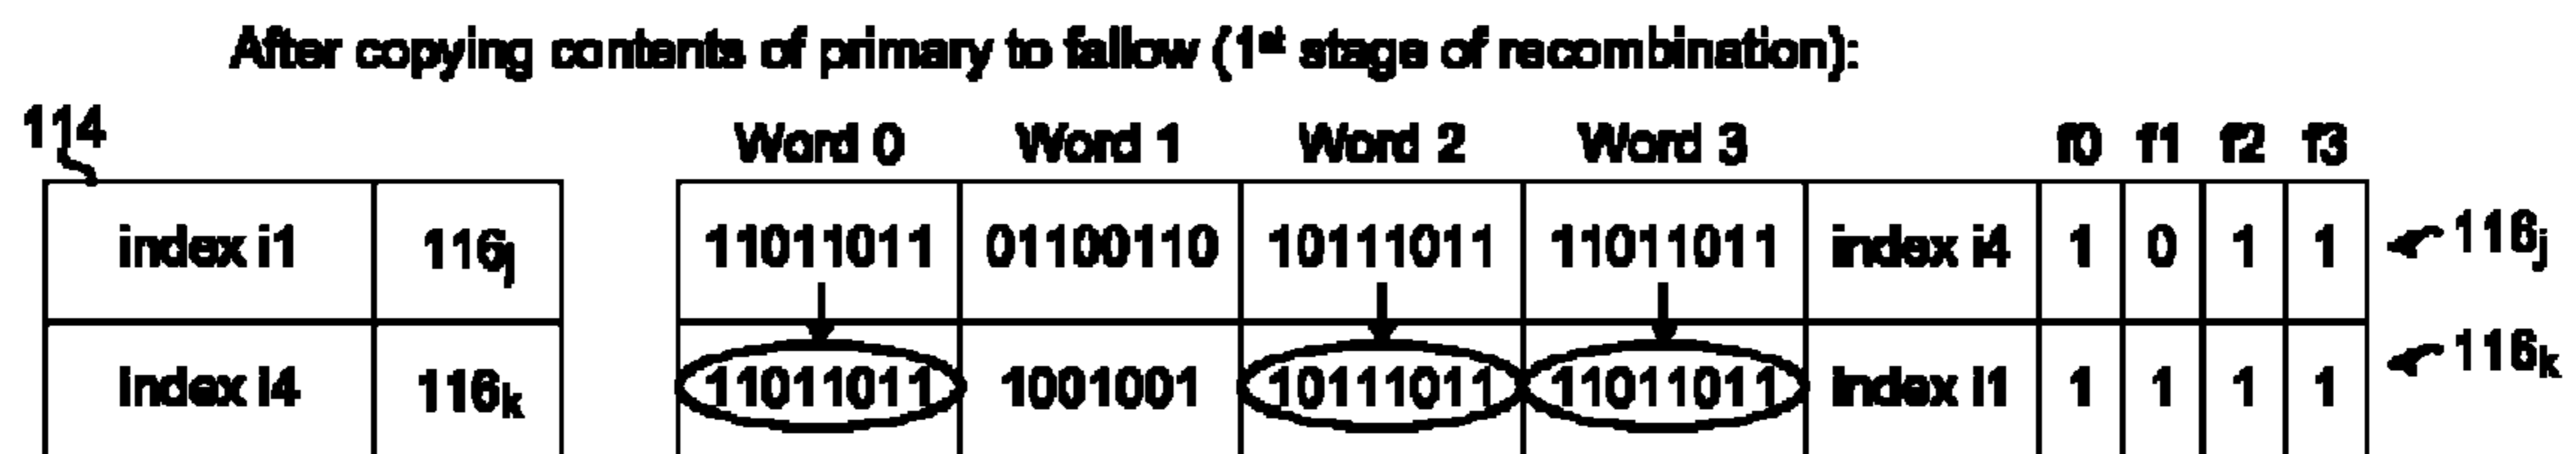 After copying contents of primary to fallow (1st stage of recombination):
114
Word 0 Word 1 Word 2 Word 3 f0 f1 f2 f3
index i1 116j 11011011 01100110 10111011 11011011 index i4 1 0 1 1 116j
index i4 116k 11011011 1001001 10111011 11011011 index i1 1 1 1 1 116k